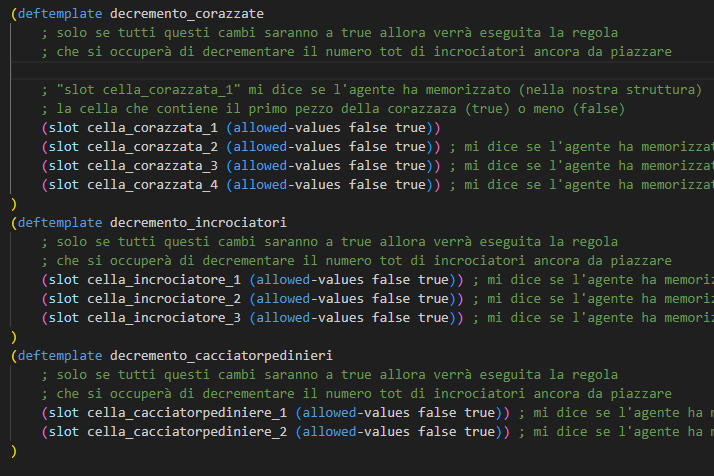 (deftemplate decremento_corazzate
; solo se tutti questi cambi saranno a true allora verrà eseguita la regola
; che si occuperà di decrementare il numero tot di incrociatori ancora da piazzare
; "slot cella_corazzata_1" mi dice se l'agente ha memorizzato (nella nostra struttura)
; la cella che contiene il primo pezzo della corazzaza (true) o meno (false)
(slot cella_corazzata_1 (allowed-values false true))
(slot cella_corazzata_2 (allowed-values false true)) ; mi dice se l'agente ha memorizzat
(slot cella_corazzata_3 (allowed-values false true)) ; mi dice se l'agente ha memorizzat
(slot cella_corazzata_4 (allowed-values false true)) ; mi dice se l'agente ha memorizzat
)
(deftemplate decremento_incrociatori
; solo se tutti questi cambi saranno a true allora verrà eseguita la regola
; che si occuperà di decrementare il numero tot di incrociatori ancora da piazzare
(slot cella_incrociatore_1 (allowed-values false true)) ; mi dice se l'agente ha memoriz
(slot cella_incrociatore_2 (allowed-values false true)) ; mi dice se l'agente ha memoriz
(slot cella_incrociatore_3 (allowed-values false true)) ; mi dice se l'agente ha memoriz
)
(deftemplate decremento_cacciatorpedinieri
; solo se tutti questi cambi saranno a true allora verrà eseguita la regola
; che si occuperà di decrementare il numero tot di incrociatori ancora da piazzare
(slot cella_cacciatorpediniere_1 (allowed-values false true)) ; mi dice se l'agente ha m
(slot cella_cacciatorpediniere_2 (allowed-values false true)) ; mi dice se l'agente ha m
)